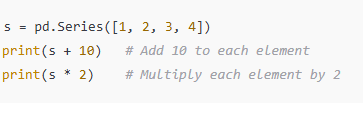 s = pd.Series([1, 2, 3, 4])
print(s + 10)   # Add 10 to each element
print(s * 2)    # Multiply each element by 2